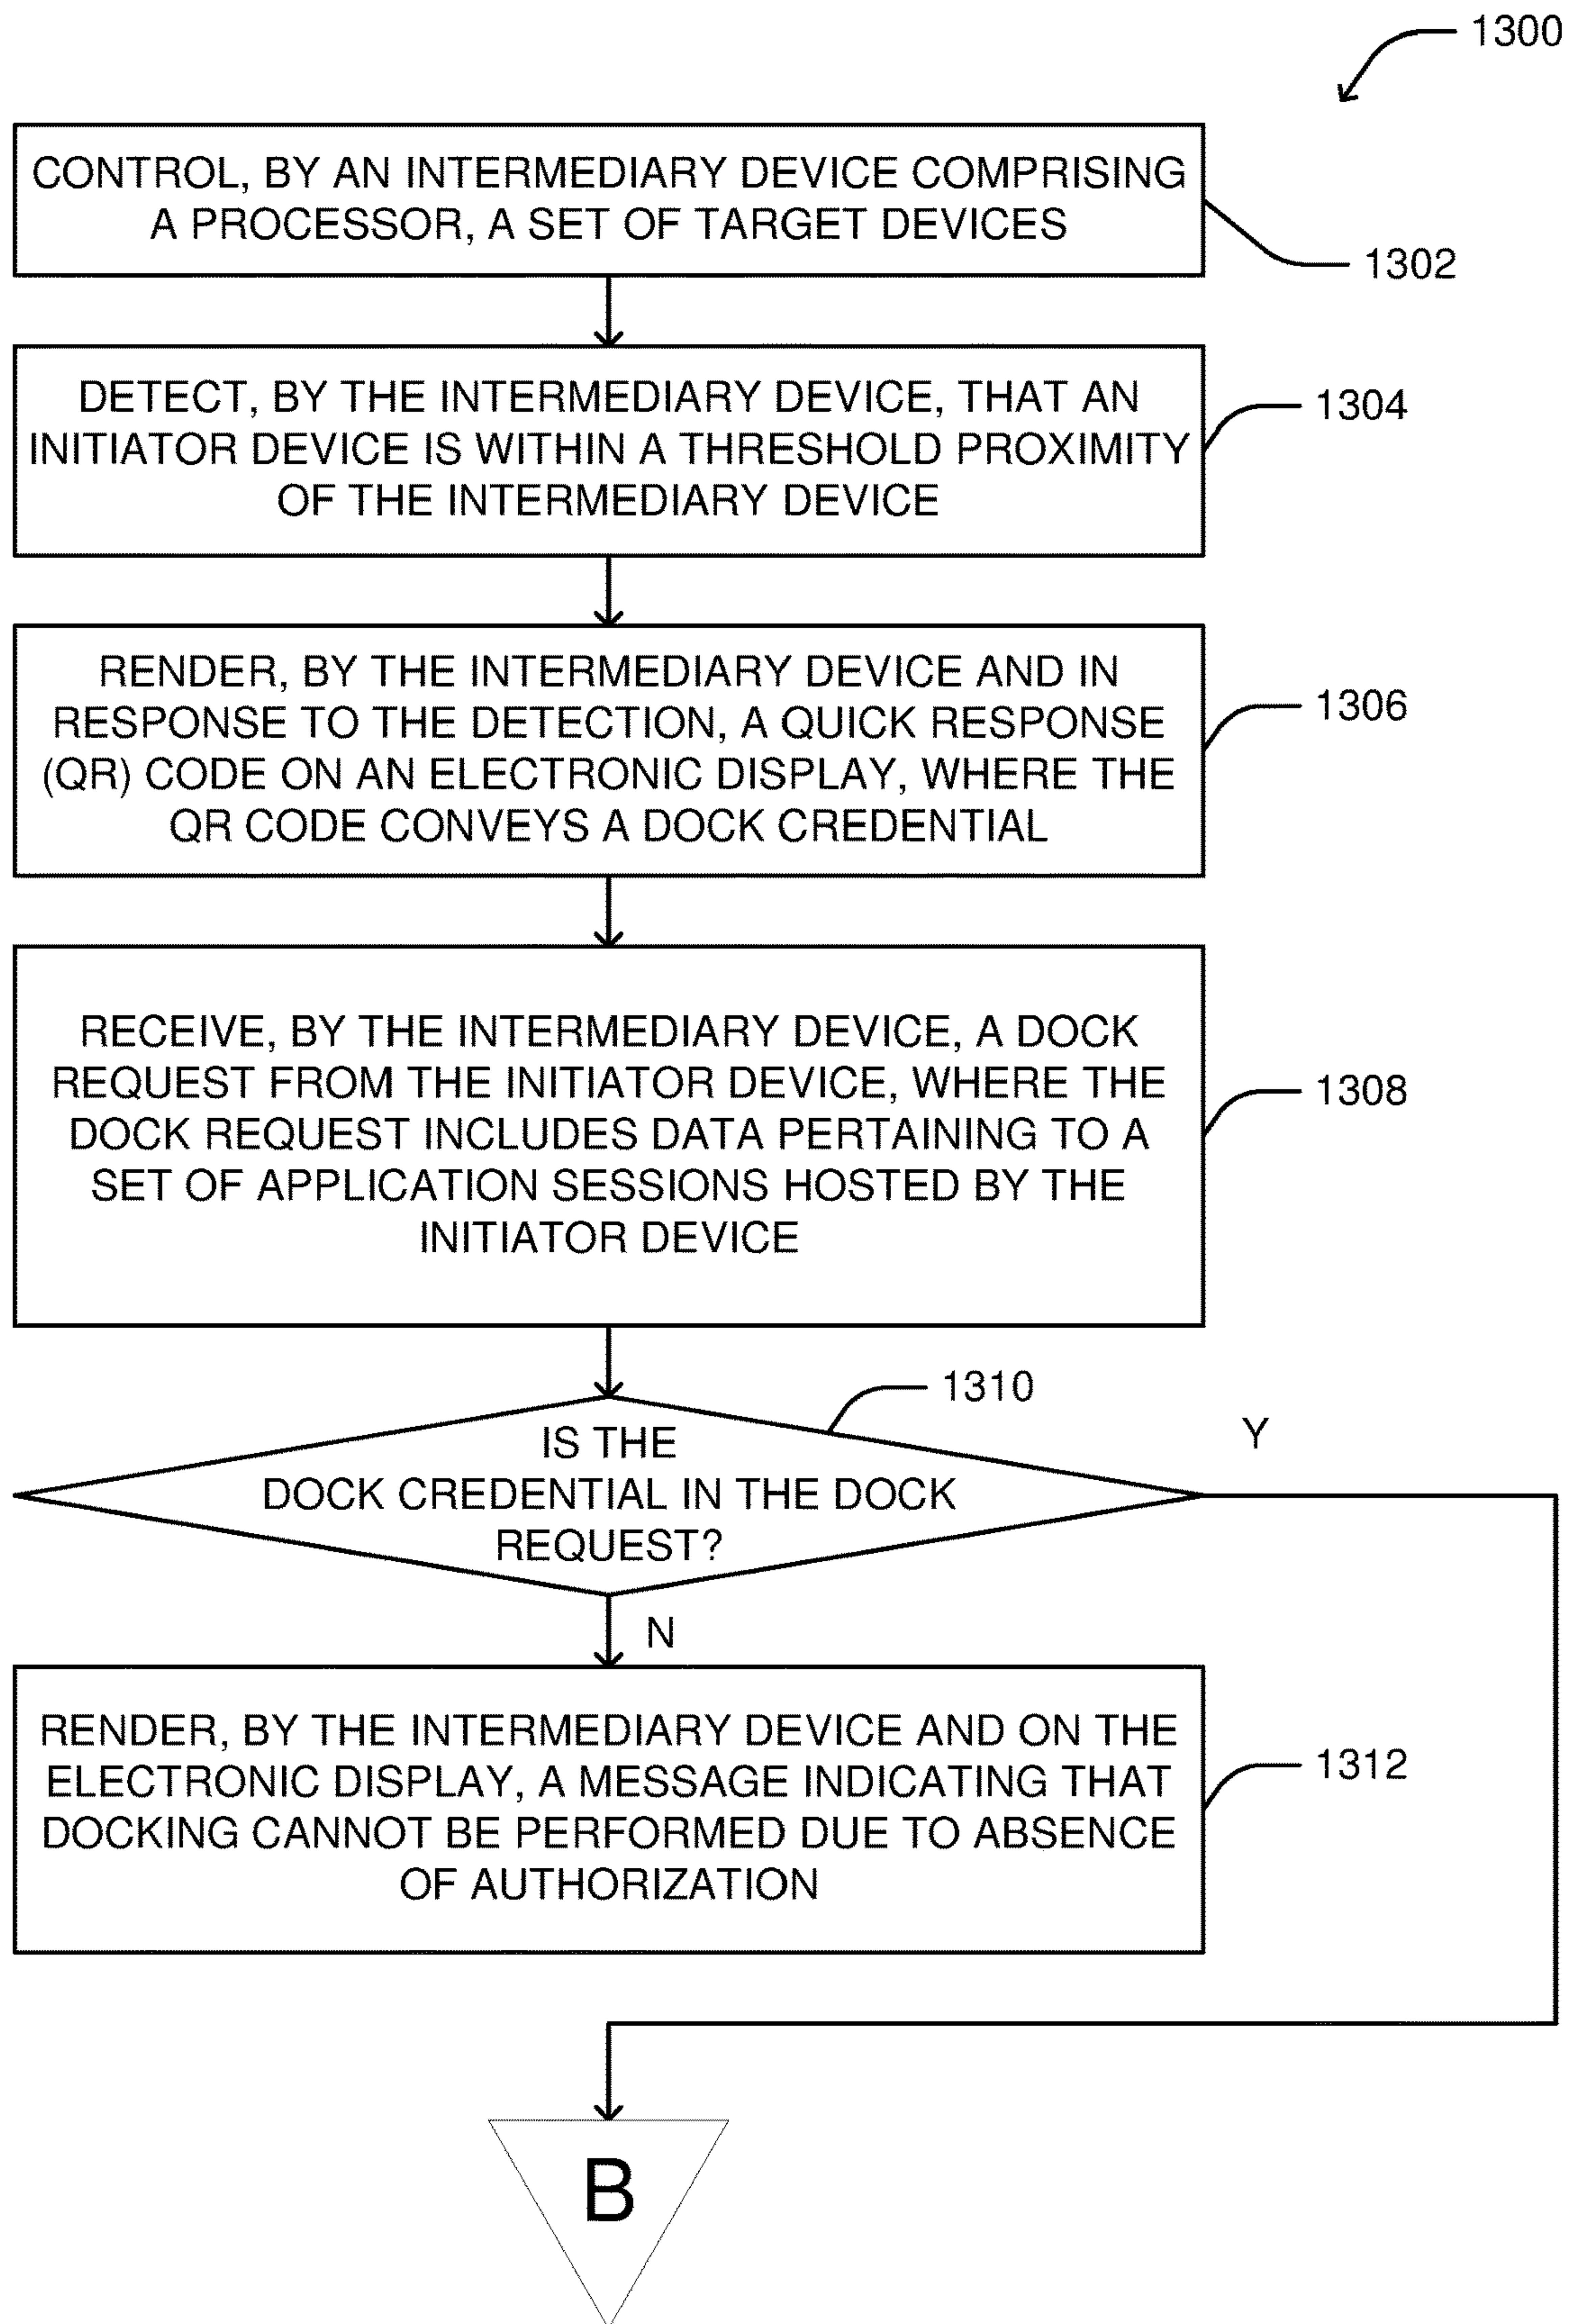 1300
CONTROL, BY AN INTERMEDIARY DEVICE COMPRISING
A PROCESSOR, A SET OF TARGET DEVICES
1302
DETECT, BY THE INTERMEDIARY DEVICE, THAT AN
INITIATOR DEVICE IS WITHIN A THRESHOLD PROXIMITY
OF THE INTERMEDIARY DEVICE
1304
RENDER, BY THE INTERMEDIARY DEVICE AND IN
RESPONSE TO THE DETECTION, A QUICK RESPONSE
(QR) CODE ON AN ELECTRONIC DISPLAY, WHERE THE
QR CODE CONVEYS A DOCK CREDENTIAL
1306
RECEIVE, BY THE INTERMEDIARY DEVICE, A DOCK
REQUEST FROM THE INITIATOR DEVICE, WHERE THE
DOCK REQUEST INCLUDES DATA PERTAINING TO A
SET OF APPLICATION SESSIONS HOSTED BY THE
INITIATOR DEVICE
1308
1310
IS THE
DOCK CREDENTIAL IN THE DOCK
REQUEST?
Y
N
RENDER, BY THE INTERMEDIARY DEVICE AND ON THE
ELECTRONIC DISPLAY, A MESSAGE INDICATING THAT
DOCKING CANNOT BE PERFORMED DUE TO ABSENCE
OF AUTHORIZATION
1312
B